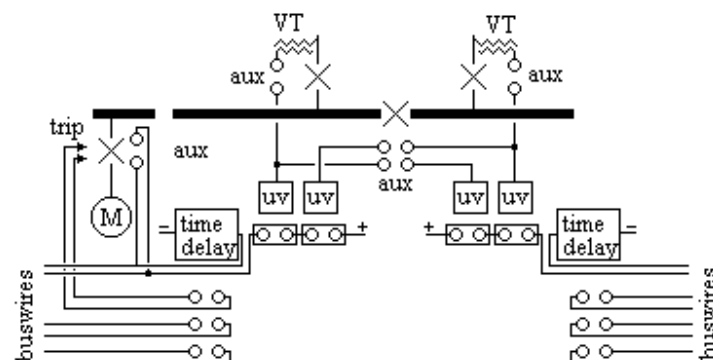 VT
VT
aux
aux
trip
aux
aux
uv
uv
uv
uv
M
time
delay
−
+
+
time
delay
−
buswires
buswires